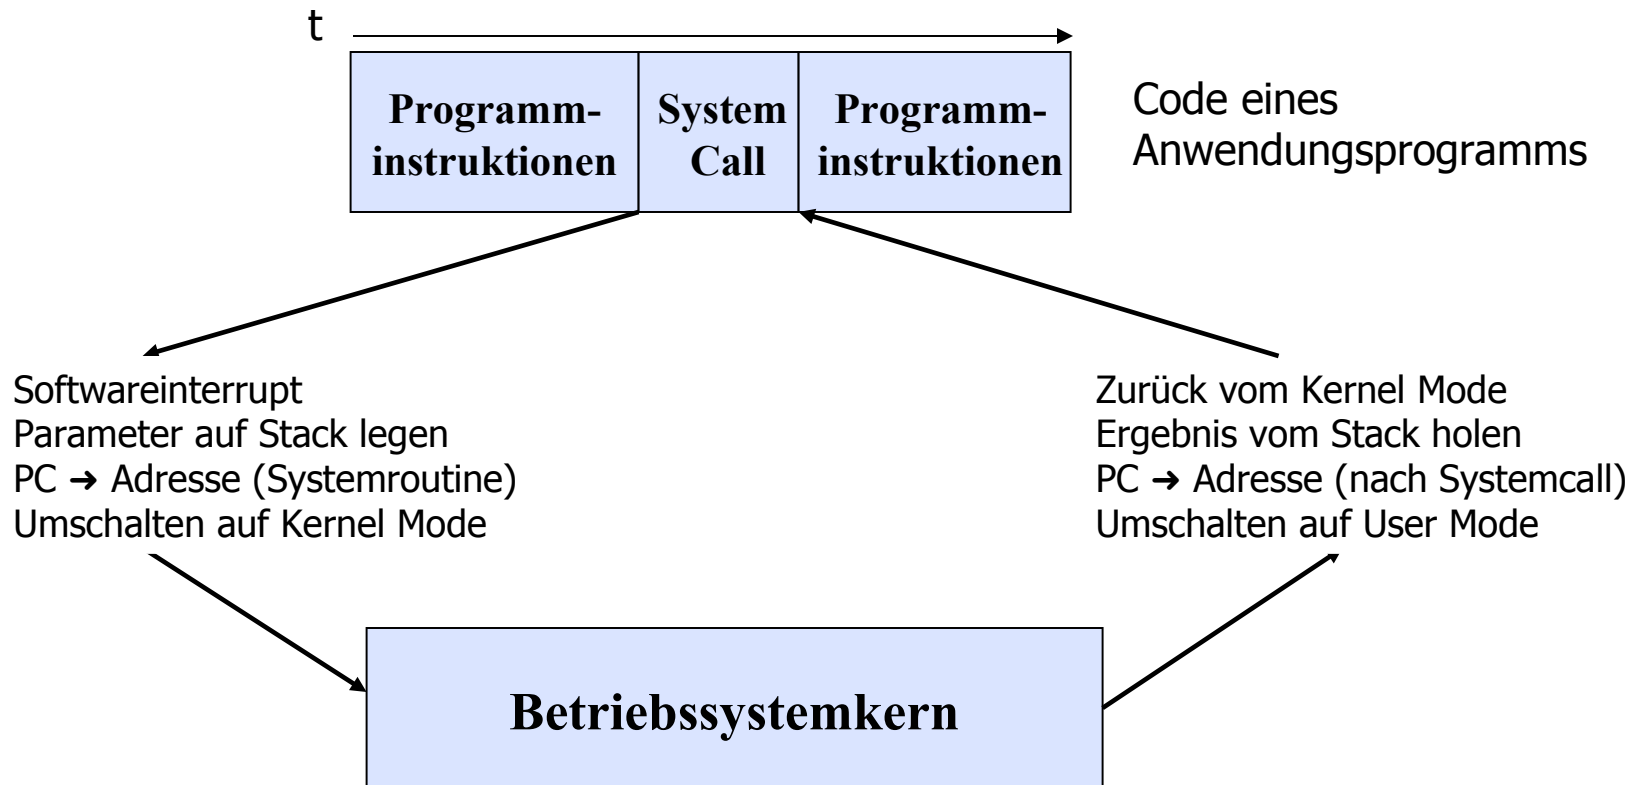 t
Programm-
instruktionen
System
Call
Programm-
instruktionen
Code eines
Anwendungsprogramms
Softwareinterrupt
Parameter auf Stack legen
PC ➔ Adresse (Systemroutine)
Umschalten auf Kernel Mode
Zurück vom Kernel Mode
Ergebnis vom Stack holen
PC ➔ Adresse (nach Systemcall)
Umschalten auf User Mode
Betriebssystemkern